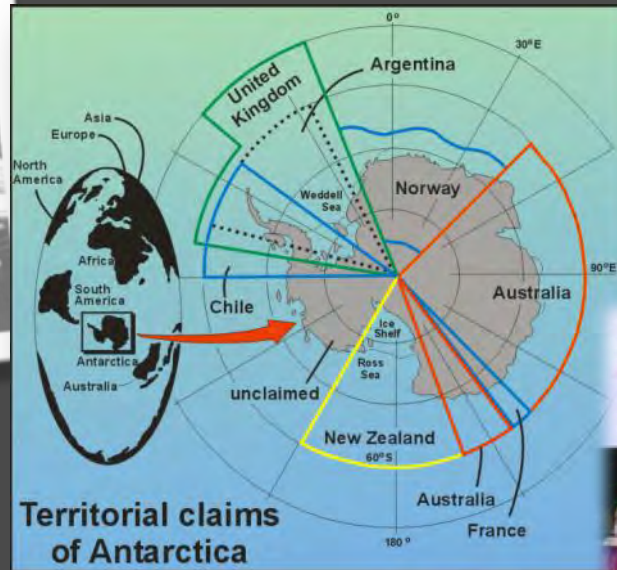 0°
30°E
United
Kingdom
Argentina
Asia
Europe
North
America
Weddell
Sea
Norway
Africa
South
America
90°E
Australia
Chile
Ice
Shelf
Antarctica
Ross
Sea
Australia
unclaimed
New Zealand
60°S
Australia
France
180°
Territorial claims
of Antarctica